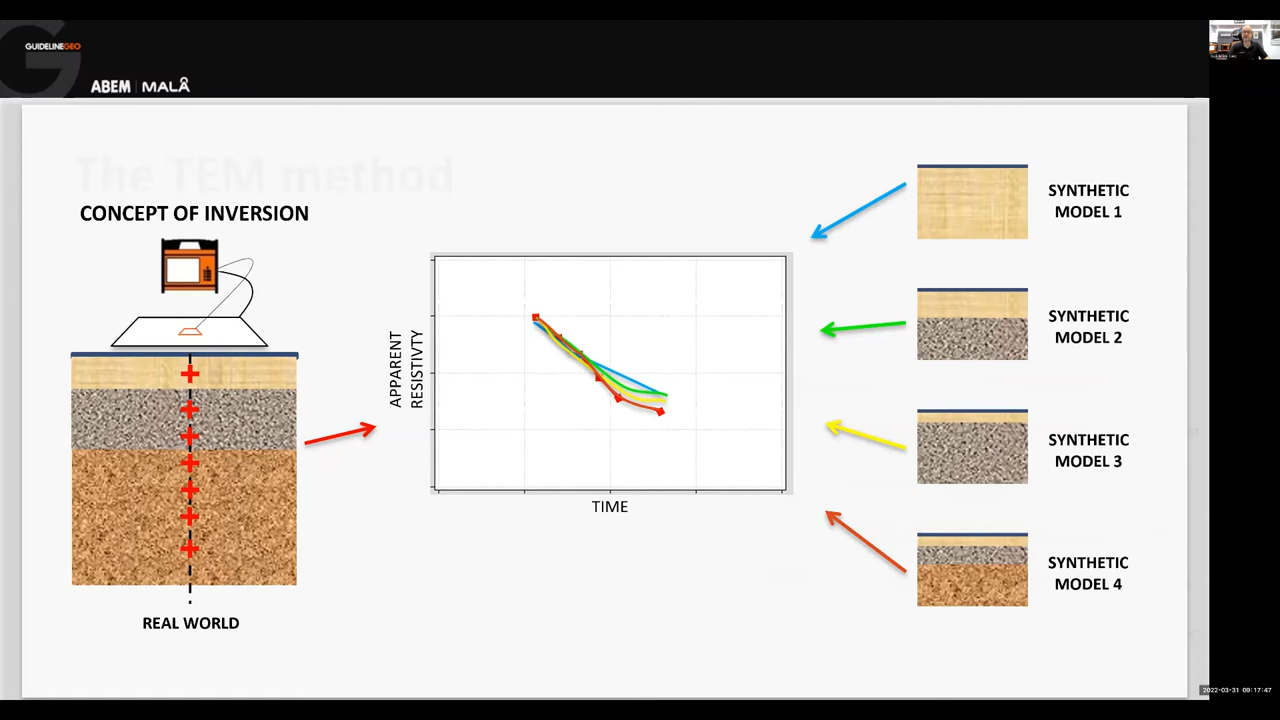 GUIDELINEGEO
ABEM | MALÅ
The TEM method
CONCEPT OF INVERSION
REAL WORLD
APPARENT
RESISTIVTY
TIME
SYNTHETIC
MODEL 1
SYNTHETIC
MODEL 2
SYNTHETIC
MODEL 3
SYNTHETIC
MODEL 4
2022-03-31 09:17:47